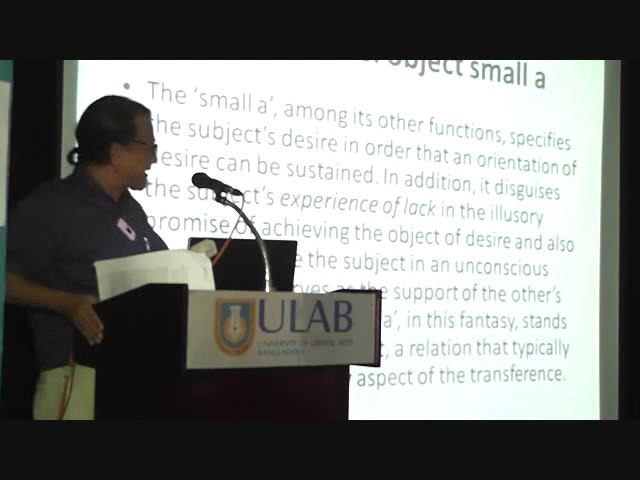 object small a
• The 'small a', among its other functions, specifies
the subject's desire in order that an orientation of
desire can be sustained. In addition, it disguises
the subject's experience of lack in the illusory
promise of achieving the object of desire and also
the subject in an unconscious
the support of the other's
a', in this fantasy, stands
, a relation that typically
aspect of the transference.
ULAB
UNIVERSITY OF LIBERAL ARTS
BANGLADESH